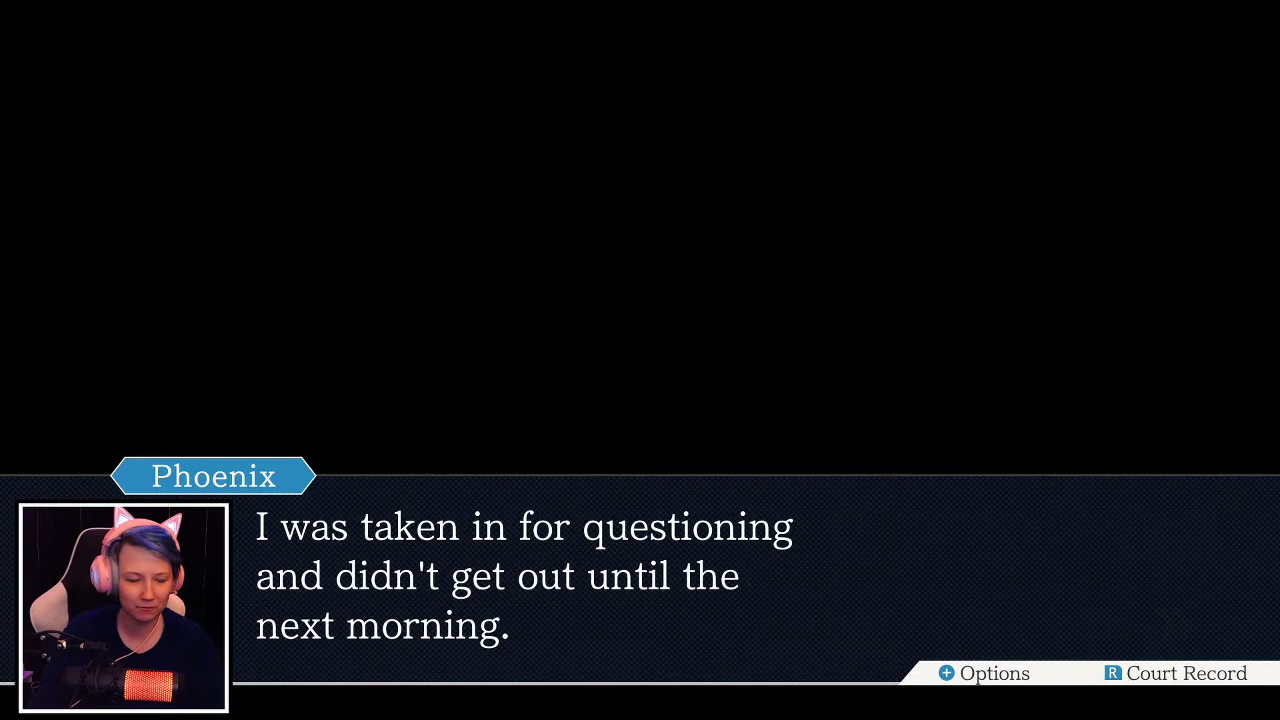 Phoenix
I was taken in for questioning
and didn't get out until the
next morning.
+ Options
R Court Record